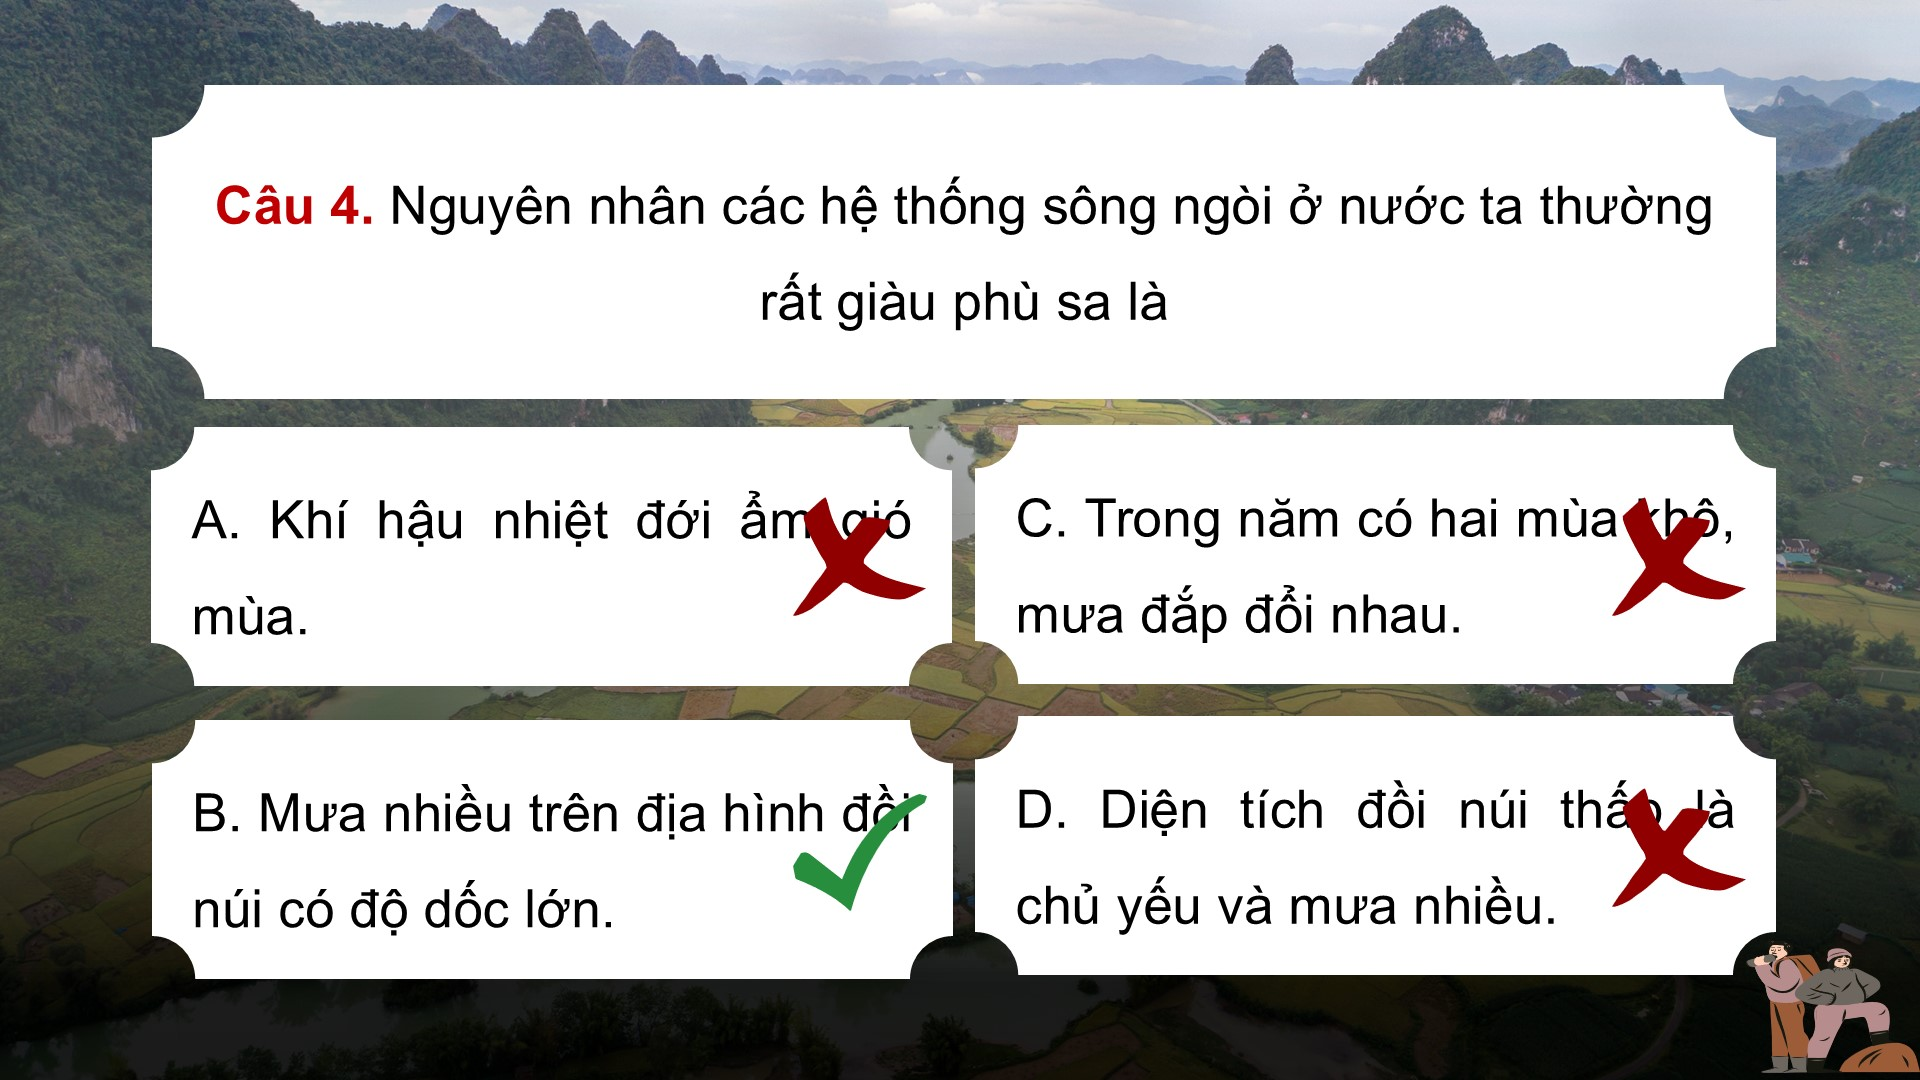 Câu 4. Nguyên nhân các hệ thống sông ngòi ở nước ta thường
rất giàu phù sa là
A. Khí hậu nhiệt đới ẩm gió
mùa.
C. Trong năm có hai mùa khô,
mưa đắp đổi nhau.
B. Mưa nhiều trên địa hình đồi
núi có độ dốc lớn.
D. Diện tích đồi núi thấp là
chủ yếu và mưa nhiều.